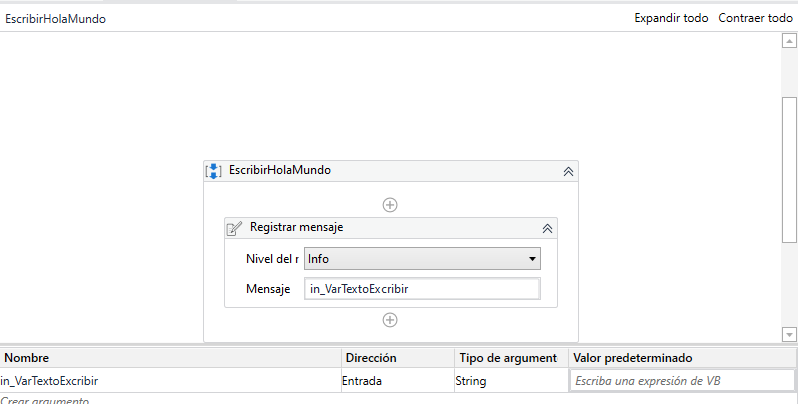 EscribirHolaMundo
Expandir todo Contraer todo
EscribirHolaMundo
Registrar mensaje
Nivel del r Info
Mensaje in_VarTextoExcribir
Nombre Dirección Tipo de argument Valor predeterminado
in_VarTextoExcribir Entrada String Escriba una expresión de VB
Crear argumento